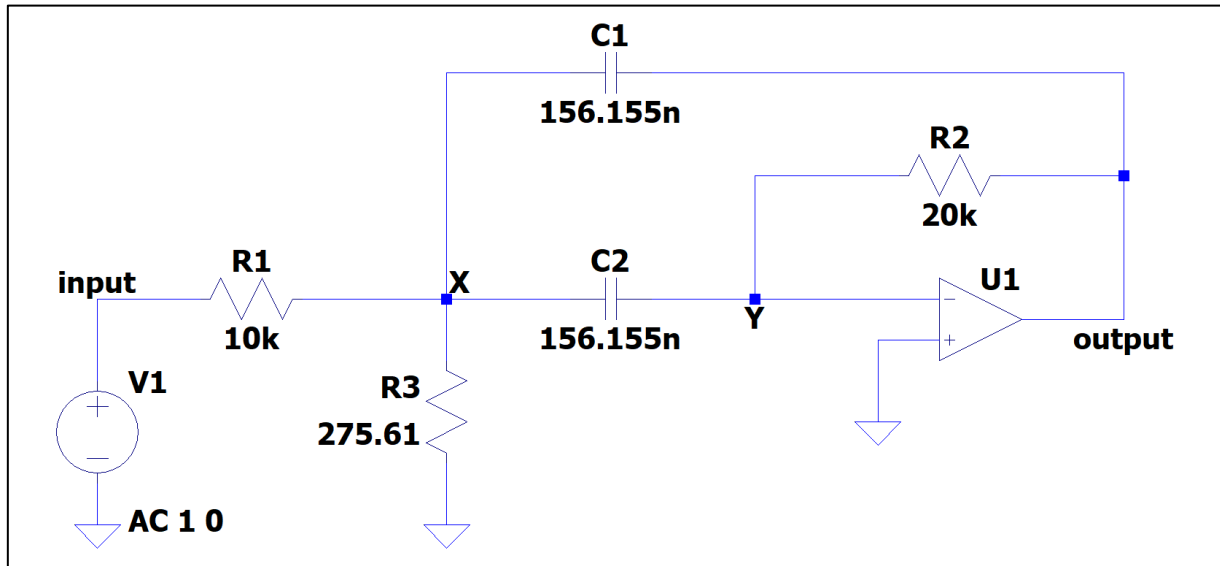 C1
156.155n
R2
20k
input
R1
10k
X
C2
156.155n
Y
U1
−
+
output
V1
+
−
R3
275.61
AC 1 0